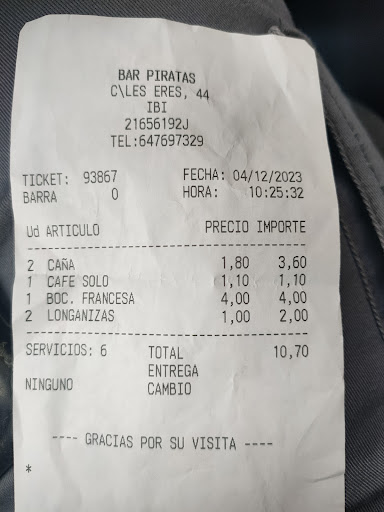 BAR PIRATAS
C\LES ERES, 44
IBI
21656192J
TEL:647697329
TICKET: 93867 FECHA: 04/12/2023
BARRA 0 HORA: 10:25:32
Ud ARTICULO PRECIO IMPORTE
2 CAÑA 1,80 3,60
1 CAFE SOLO 1,10 1,10
1 BOC. FRANCESA 4,00 4,00
2 LONGANIZAS 1,00 2,00
SERVICIOS: 6 TOTAL 10,70
ENTREGA
NINGUNO CAMBIO
---- GRACIAS POR SU VISITA ----
*